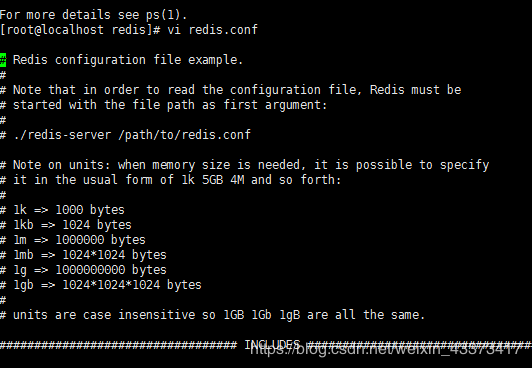 For more details see ps(1).
[root@localhost redis]# vi redis.conf
# Redis configuration file example.
#
# Note that in order to read the configuration file, Redis must be
# started with the file path as first argument:
#
# ./redis-server /path/to/redis.conf
# Note on units: when memory size is needed, it is possible to specify
# it in the usual form of 1k 5GB 4M and so forth:
#
# 1k => 1000 bytes
# 1kb => 1024 bytes
# 1m => 1000000 bytes
# 1mb => 1024*1024 bytes
# 1g => 1000000000 bytes
# 1gb => 1024*1024*1024 bytes
#
# units are case insensitive so 1GB 1Gb 1gB are all the same.
################################## INCLUDES ################################
https://blog.csdn.net/weixin_43373417